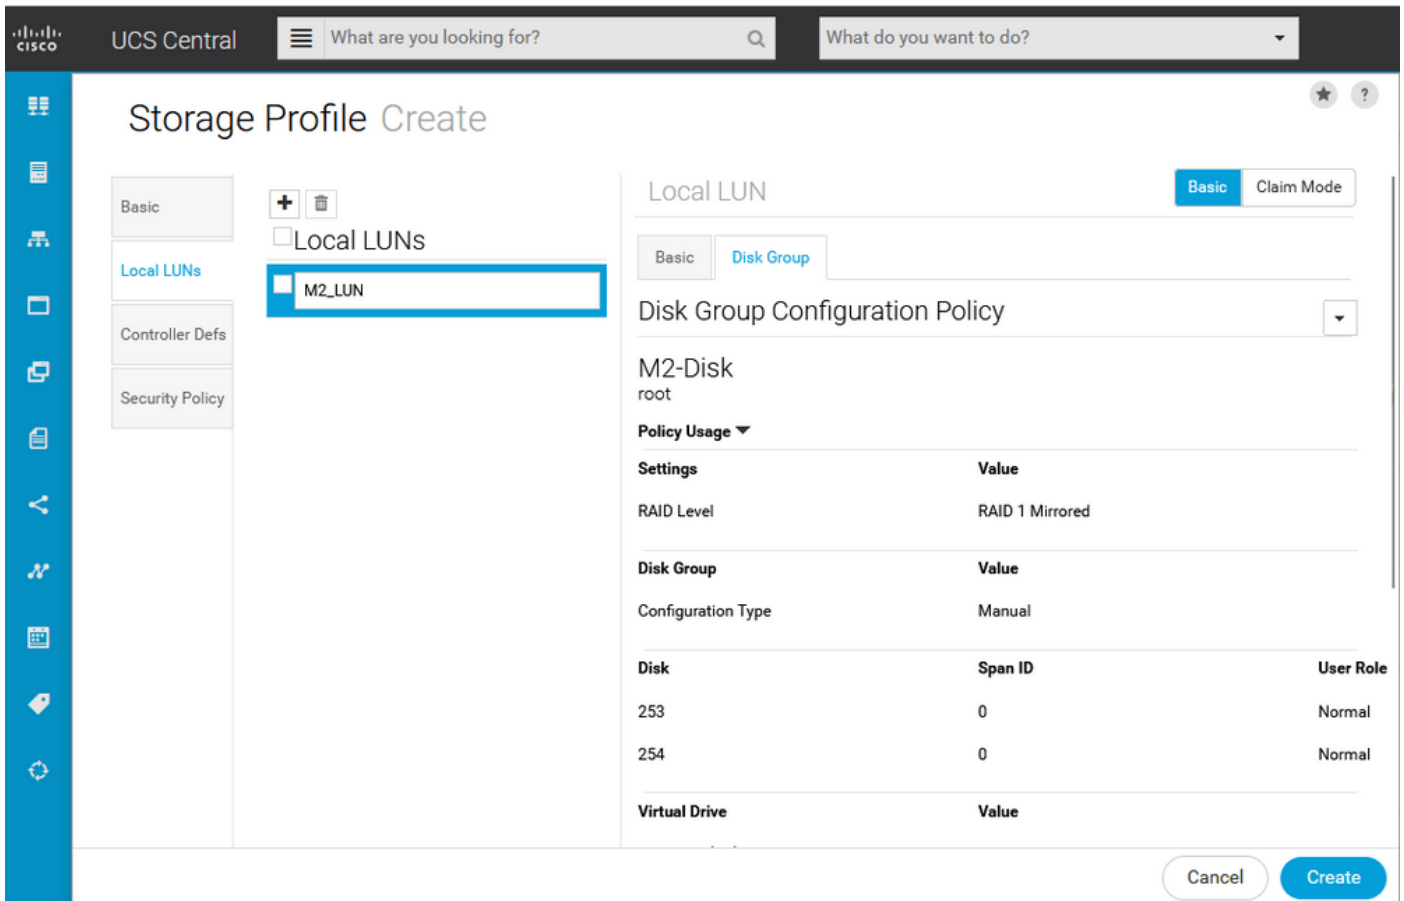 cisco
UCS Central
What are you looking for?
What do you want to do?
Storage Profile Create
?
Basic
Local LUNs
Controller Defs
Security Policy
Local LUNs
M2_LUN
Local LUN
Basic
Claim Mode
Basic
Disk Group
Disk Group Configuration Policy
M2-Disk
root
Policy Usage
Settings Value
RAID Level RAID 1 Mirrored
Disk Group Value
Configuration Type Manual
Disk Span ID User Role
253 0 Normal
254 0 Normal
Virtual Drive Value
Cancel
Create